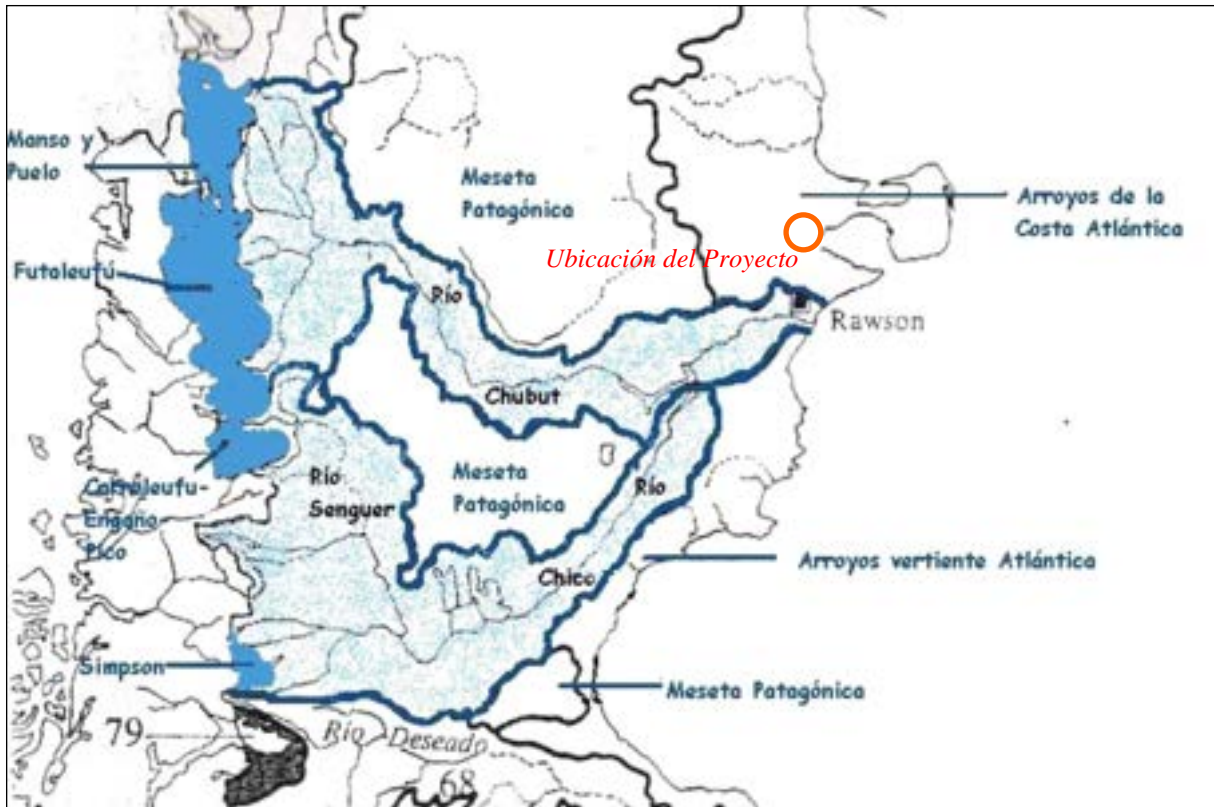 Manso y
Puelo
Meseta
Patagónica
Arroyos de la
Costa Atlántica
Ubicación del Proyecto
Futaleufú
Río
Rawson
Chubut
Meseta
Patagónica
Río
Senguer
Río
Carraleufu-
Engaño
Pico
Chico
Arroyos vertiente Atlántica
Simpson
Meseta Patagónica
79
Río Deseado
68